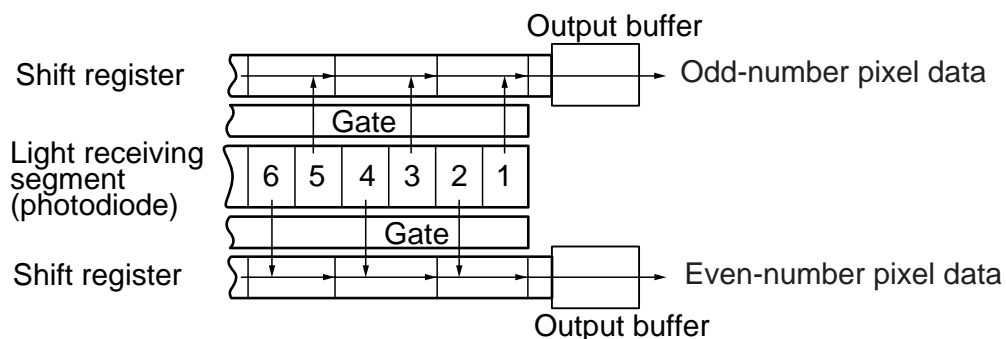 Output buffer
Shift register
Odd-number pixel data
Gate
Light receiving
segment
(photodiode)
6 5 4 3 2 1
Gate
Shift register
Even-number pixel data
Output buffer